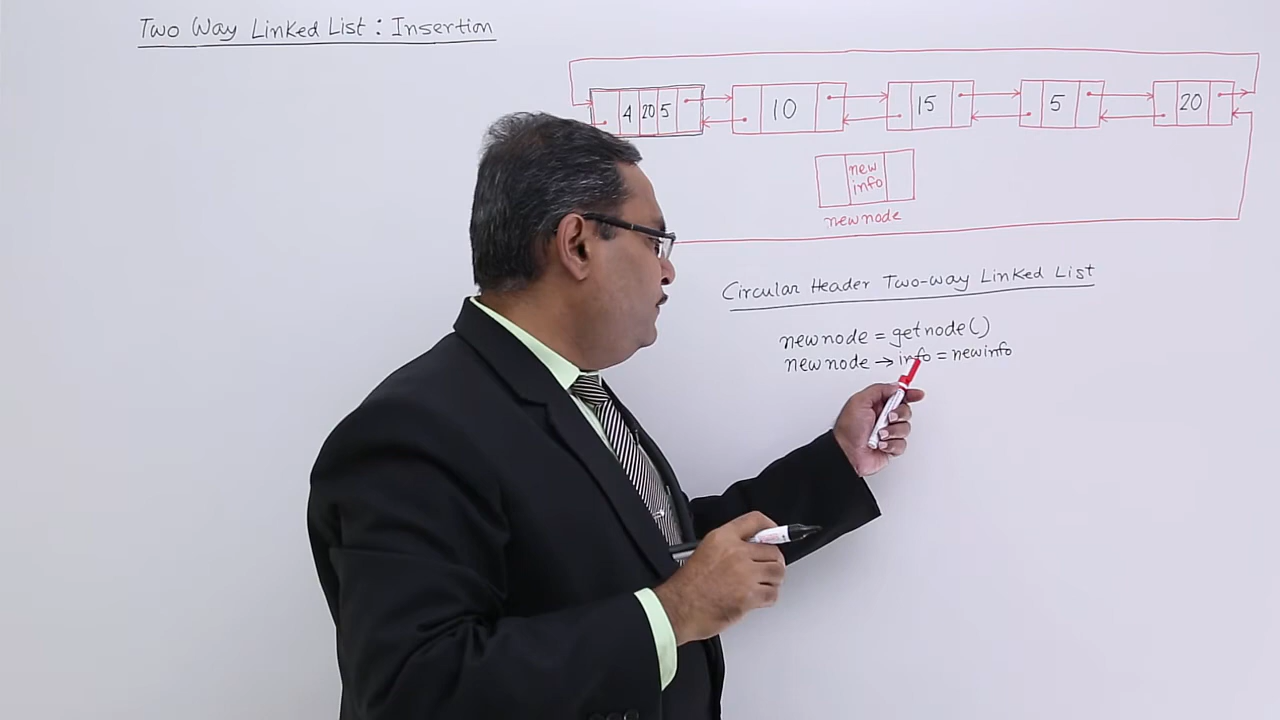 Two Way Linked List : Insertion
4 20 5 10 15 5 20
new
info
newnode
Circular Header Two-way Linked List
newnode = getnode()
newnode → info = newinfo